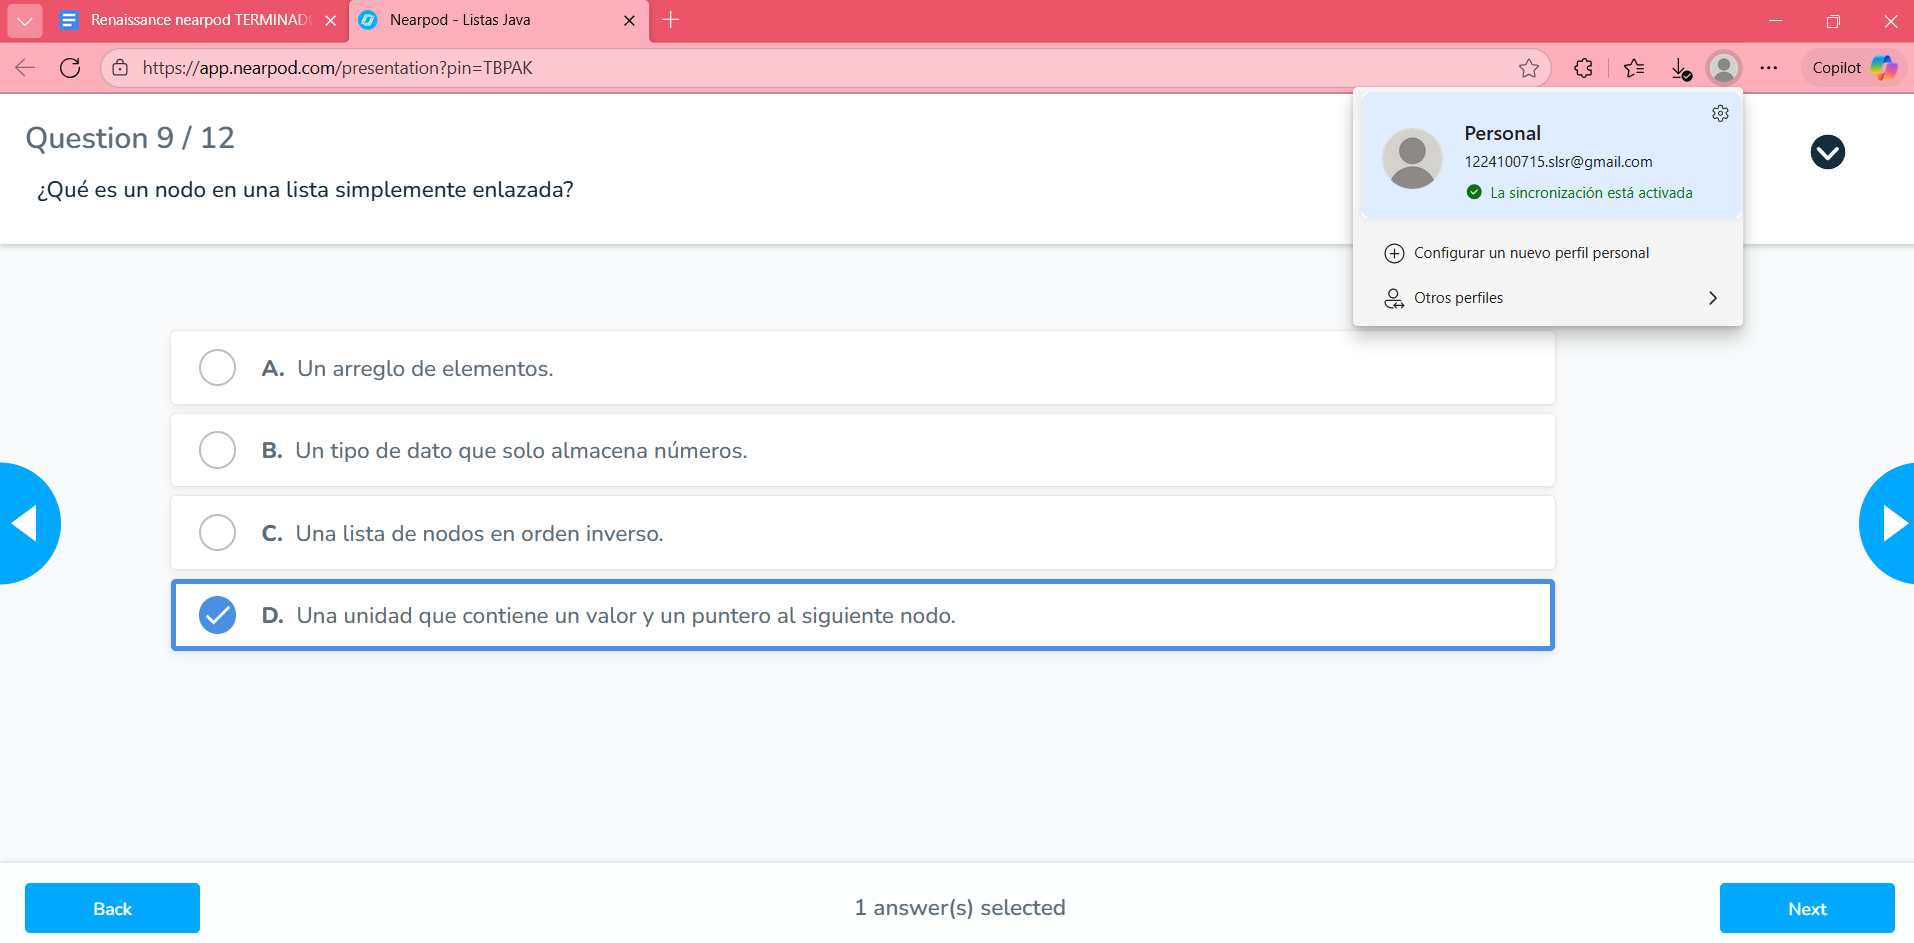 Renaissance nearpod TERMINAD
Nearpod - Listas Java
https://app.nearpod.com/presentation?pin=TBPAK
Copilot
Personal
1224100715.slsr@gmail.com
La sincronización está activada
Configurar un nuevo perfil personal
Otros perfiles
Question 9 / 12
¿Qué es un nodo en una lista simplemente enlazada?
A. Un arreglo de elementos.
B. Un tipo de dato que solo almacena números.
C. Una lista de nodos en orden inverso.
D. Una unidad que contiene un valor y un puntero al siguiente nodo.
Back
1 answer(s) selected
Next